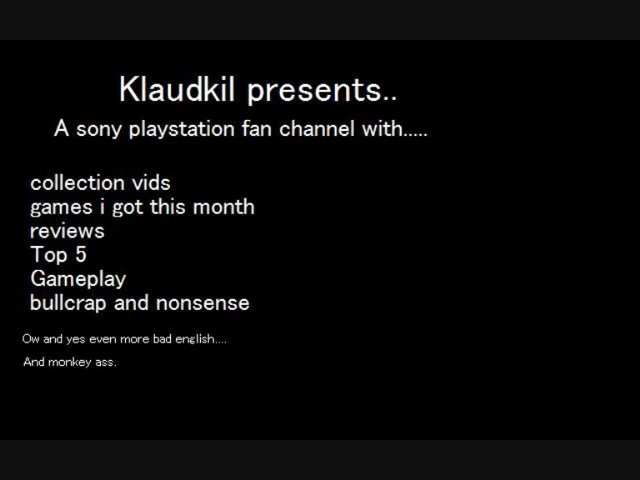 Klaudkil presents..
A sony playstation fan channel with.....
collection vids
games i got this month
reviews
Top 5
Gameplay
bullcrap and nonsense
Ow and yes even more bad english....
And monkey ass.